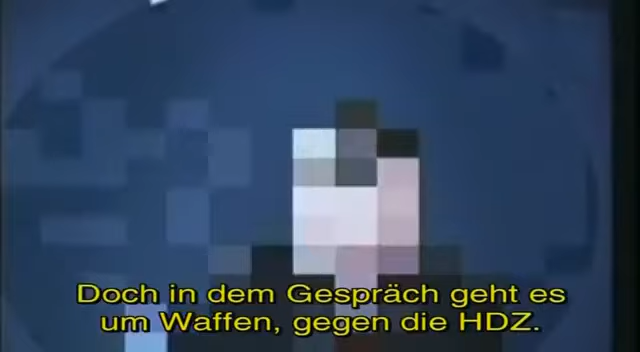 Doch in dem Gespräch geht es
um Waffen, gegen die HDZ.